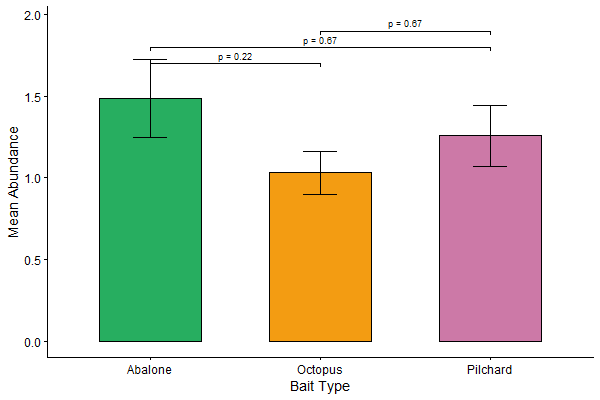 2.0
p = 0.67
p = 0.67
p = 0.22
1.5
1.0
0.5
0.0
Mean Abundance
Abalone
Octopus
Pilchard
Bait Type